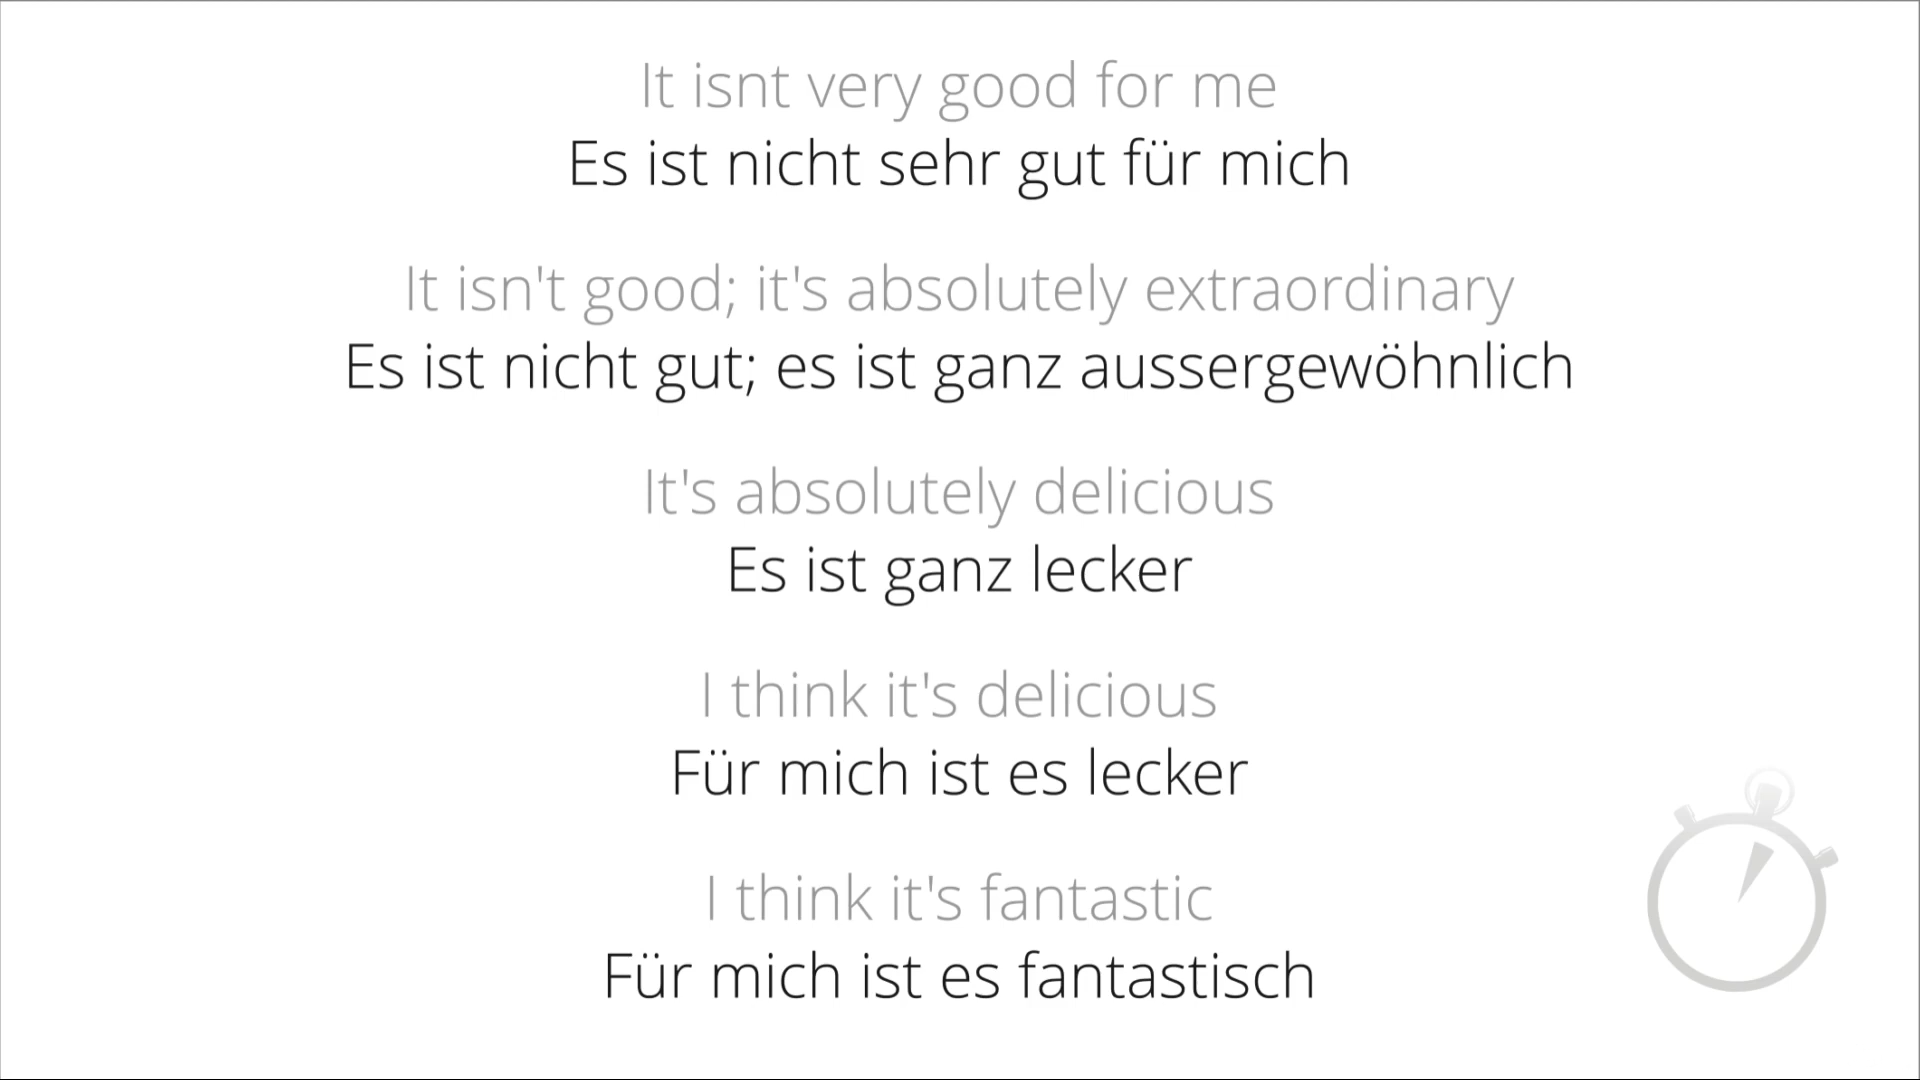 It isnt very good for me
Es ist nicht sehr gut für mich
It isn't good; it's absolutely extraordinary
Es ist nicht gut; es ist ganz aussergewöhnlich
It's absolutely delicious
Es ist ganz lecker
I think it's delicious
Für mich ist es lecker
I think it's fantastic
Für mich ist es fantastisch